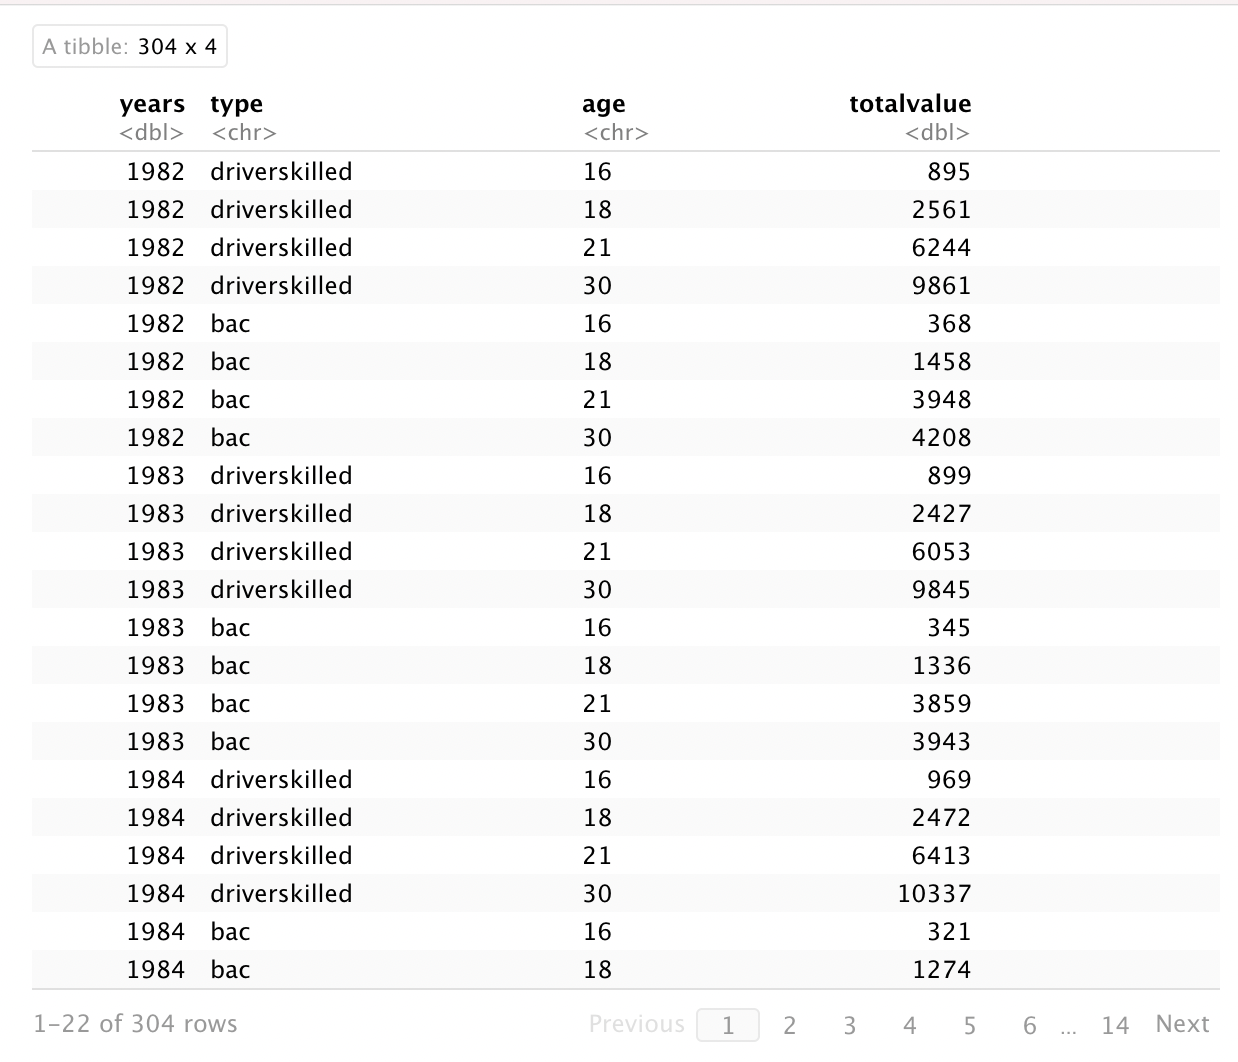 A tibble: 304 x 4
years type age totalvalue
<dbl> <chr> <chr> <dbl>
1982 driverskilled 16 895
1982 driverskilled 18 2561
1982 driverskilled 21 6244
1982 driverskilled 30 9861
1982 bac 16 368
1982 bac 18 1458
1982 bac 21 3948
1982 bac 30 4208
1983 driverskilled 16 899
1983 driverskilled 18 2427
1983 driverskilled 21 6053
1983 driverskilled 30 9845
1983 bac 16 345
1983 bac 18 1336
1983 bac 21 3859
1983 bac 30 3943
1984 driverskilled 16 969
1984 driverskilled 18 2472
1984 driverskilled 21 6413
1984 driverskilled 30 10337
1984 bac 16 321
1984 bac 18 1274
1-22 of 304 rows Previous 1 2 3 4 5 6 ... 14 Next